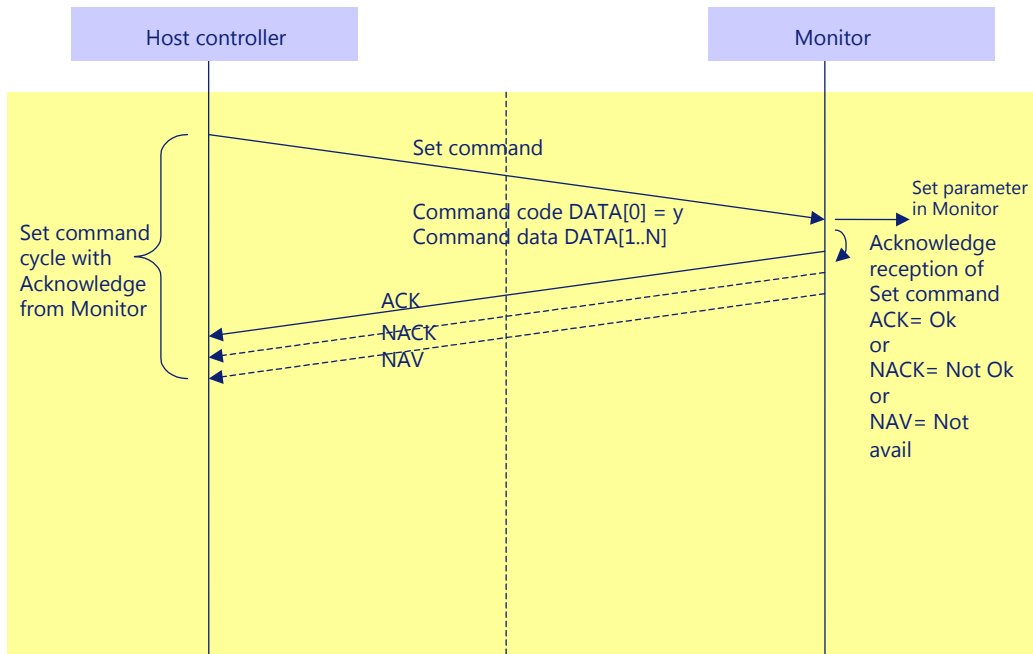 Host controller
Monitor
Set command
Command code DATA[0] = y
Command data DATA[1..N]
Set parameter
in Monitor
Set command
cycle with
Acknowledge
from Monitor
Acknowledge
reception of
Set command
ACK= Ok
or
NACK= Not Ok
or
NAV= Not
avail
ACK
NACK
NAV